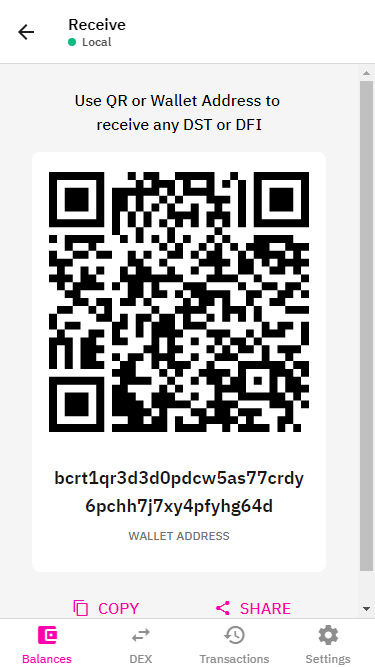 Receive
Local
Use QR or Wallet Address to
receive any DST or DFI
bcrt1qr3d3d0pdcw5as77crdy
6pchh7j7xy4pfyhg64d
WALLET ADDRESS
COPY
SHARE
Balances
DEX
Transactions
Settings